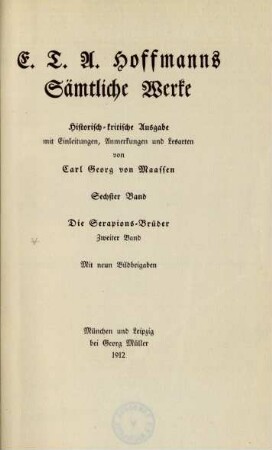 E. T. A. Hoffmanns
Sämtliche Werke
Historisch-kritische Ausgabe
mit Einleitungen, Anmerkungen und Lesarten
von
Carl Georg von Maassen
Sechster Band
Die Serapions-Brüder
Zweiter Band
Mit neun Bildbeigaben
München und Leipzig
bei Georg Müller
1912